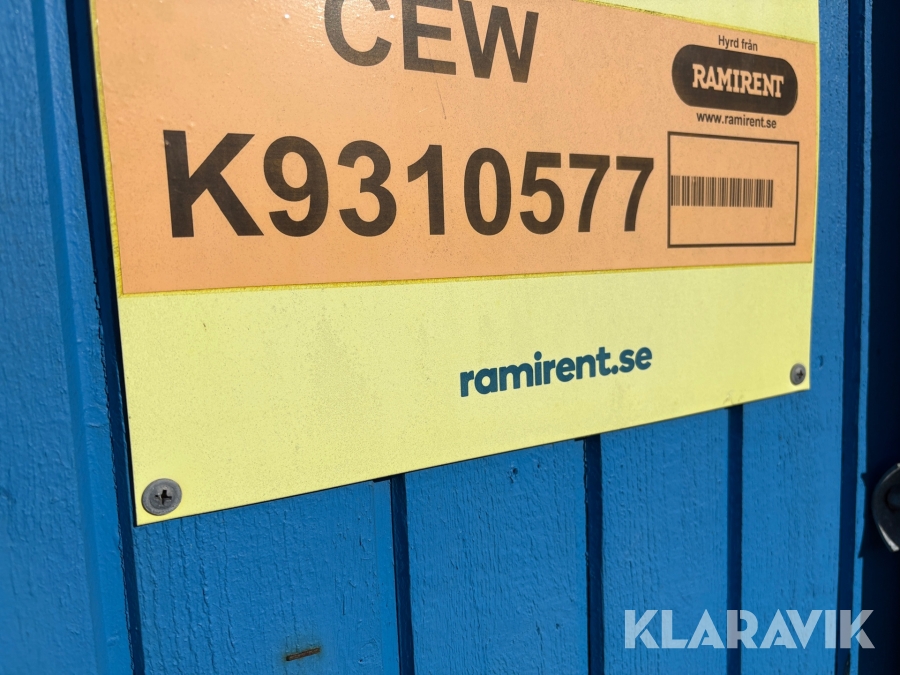 CEW
Hyrd från
RAMIRENT
www.ramirent.se
K9310577
ramirent.se
KLARAVIK